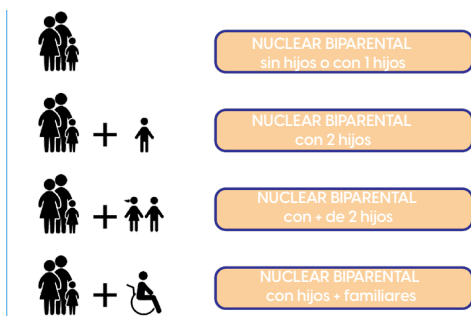 NUCLEAR BIPARENTAL
sin hijos o con 1 hijos
NUCLEAR BIPARENTAL
con 2 hijos
NUCLEAR BIPARENTAL
con + de 2 hijos
NUCLEAR BIPARENTAL
con hijos + familiares